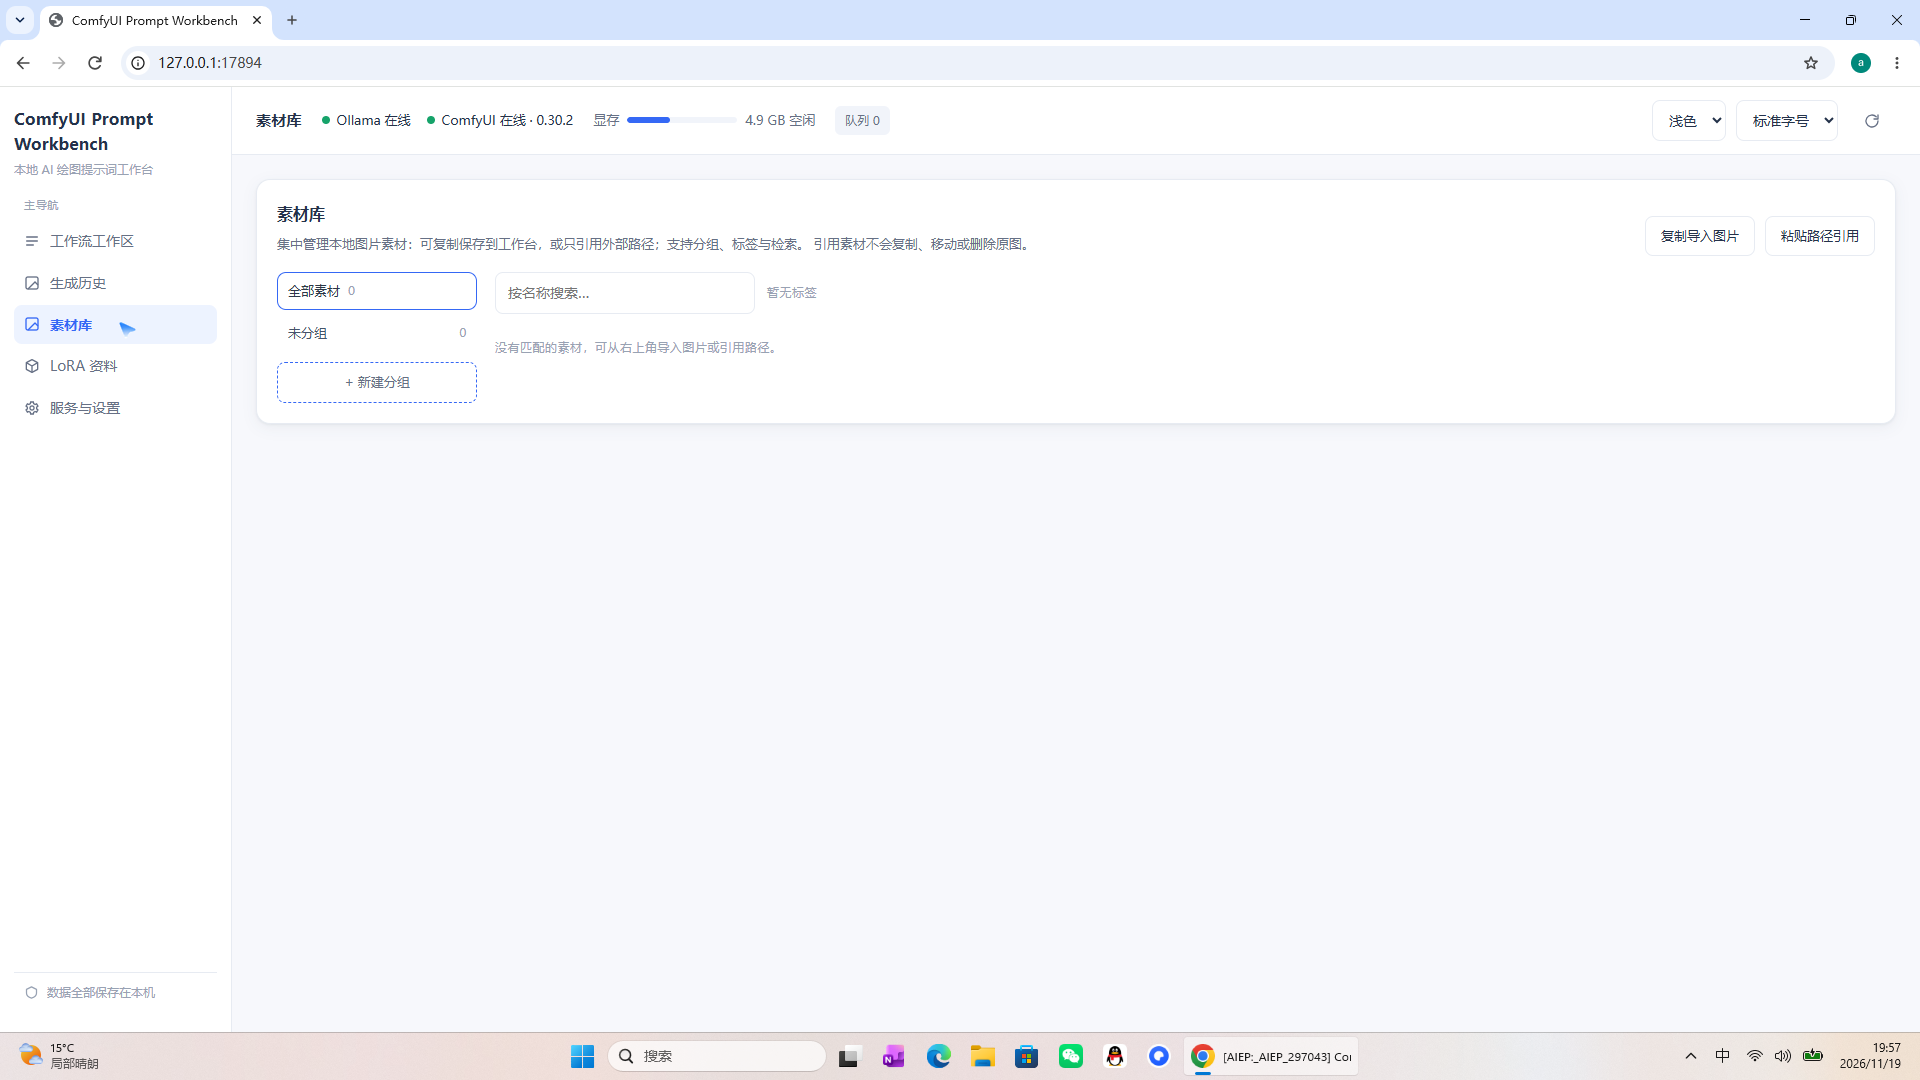 ComfyUI Prompt Workbench
127.0.0.1:17894
a
ComfyUI Prompt
Workbench
本地 AI 绘图提示词工作台
主导航
工作流工作区
生成历史
素材库
LoRA 资料
服务与设置
数据全部保存在本机
素材库 Ollama 在线 ComfyUI 在线 · 0.30.2 显存 4.9 GB 空闲 队列 0
浅色 标准字号
素材库
集中管理本地图片素材：可复制保存到工作台，或只引用外部路径；支持分组、标签与检索。 引用素材不会复制、移动或删除原图。
复制导入图片 粘贴路径引用
全部素材 0
未分组 0
+ 新建分组
按名称搜索... 暂无标签
没有匹配的素材，可从右上角导入图片或引用路径。
15°C
局部晴朗
搜索
N
[AIEP:_AIEP_297043] Co
中
19:57
2026/11/19